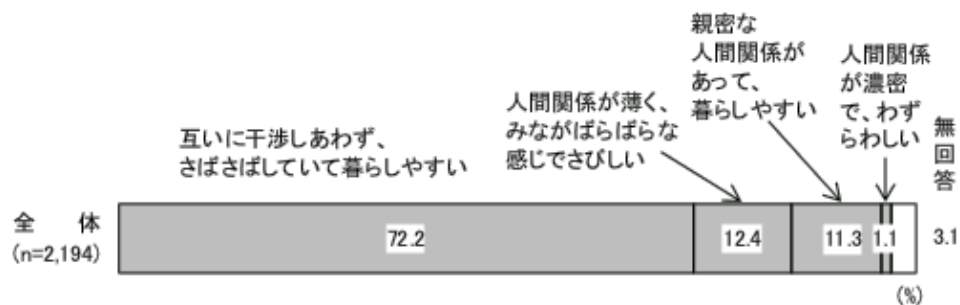 互いに干渉しあわず、
さばさばしていて暮らしやすい
人間関係が薄く、
みながばらばらな
感じでさびしい
親密な
人間関係が
あって、
暮らしやすい
人間関係
が濃密
で、わず
らわしい
無回答
全　体
(n=2,194)
72.2
12.4
11.3
1.1
3.1
(%)